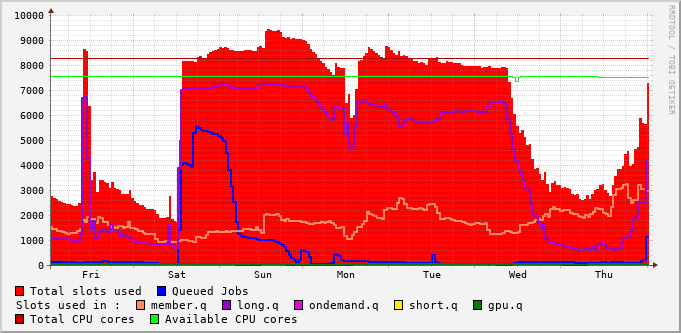 10000
9000
8000
7000
6000
5000
4000
3000
2000
1000
0
Fri Sat Sun Mon Tue Wed Thu
RRDTOOL / TOBI OETIKER
Total slots used Queued Jobs
Slots used in : member.q long.q ondemand.q short.q gpu.q
Total CPU cores Available CPU cores